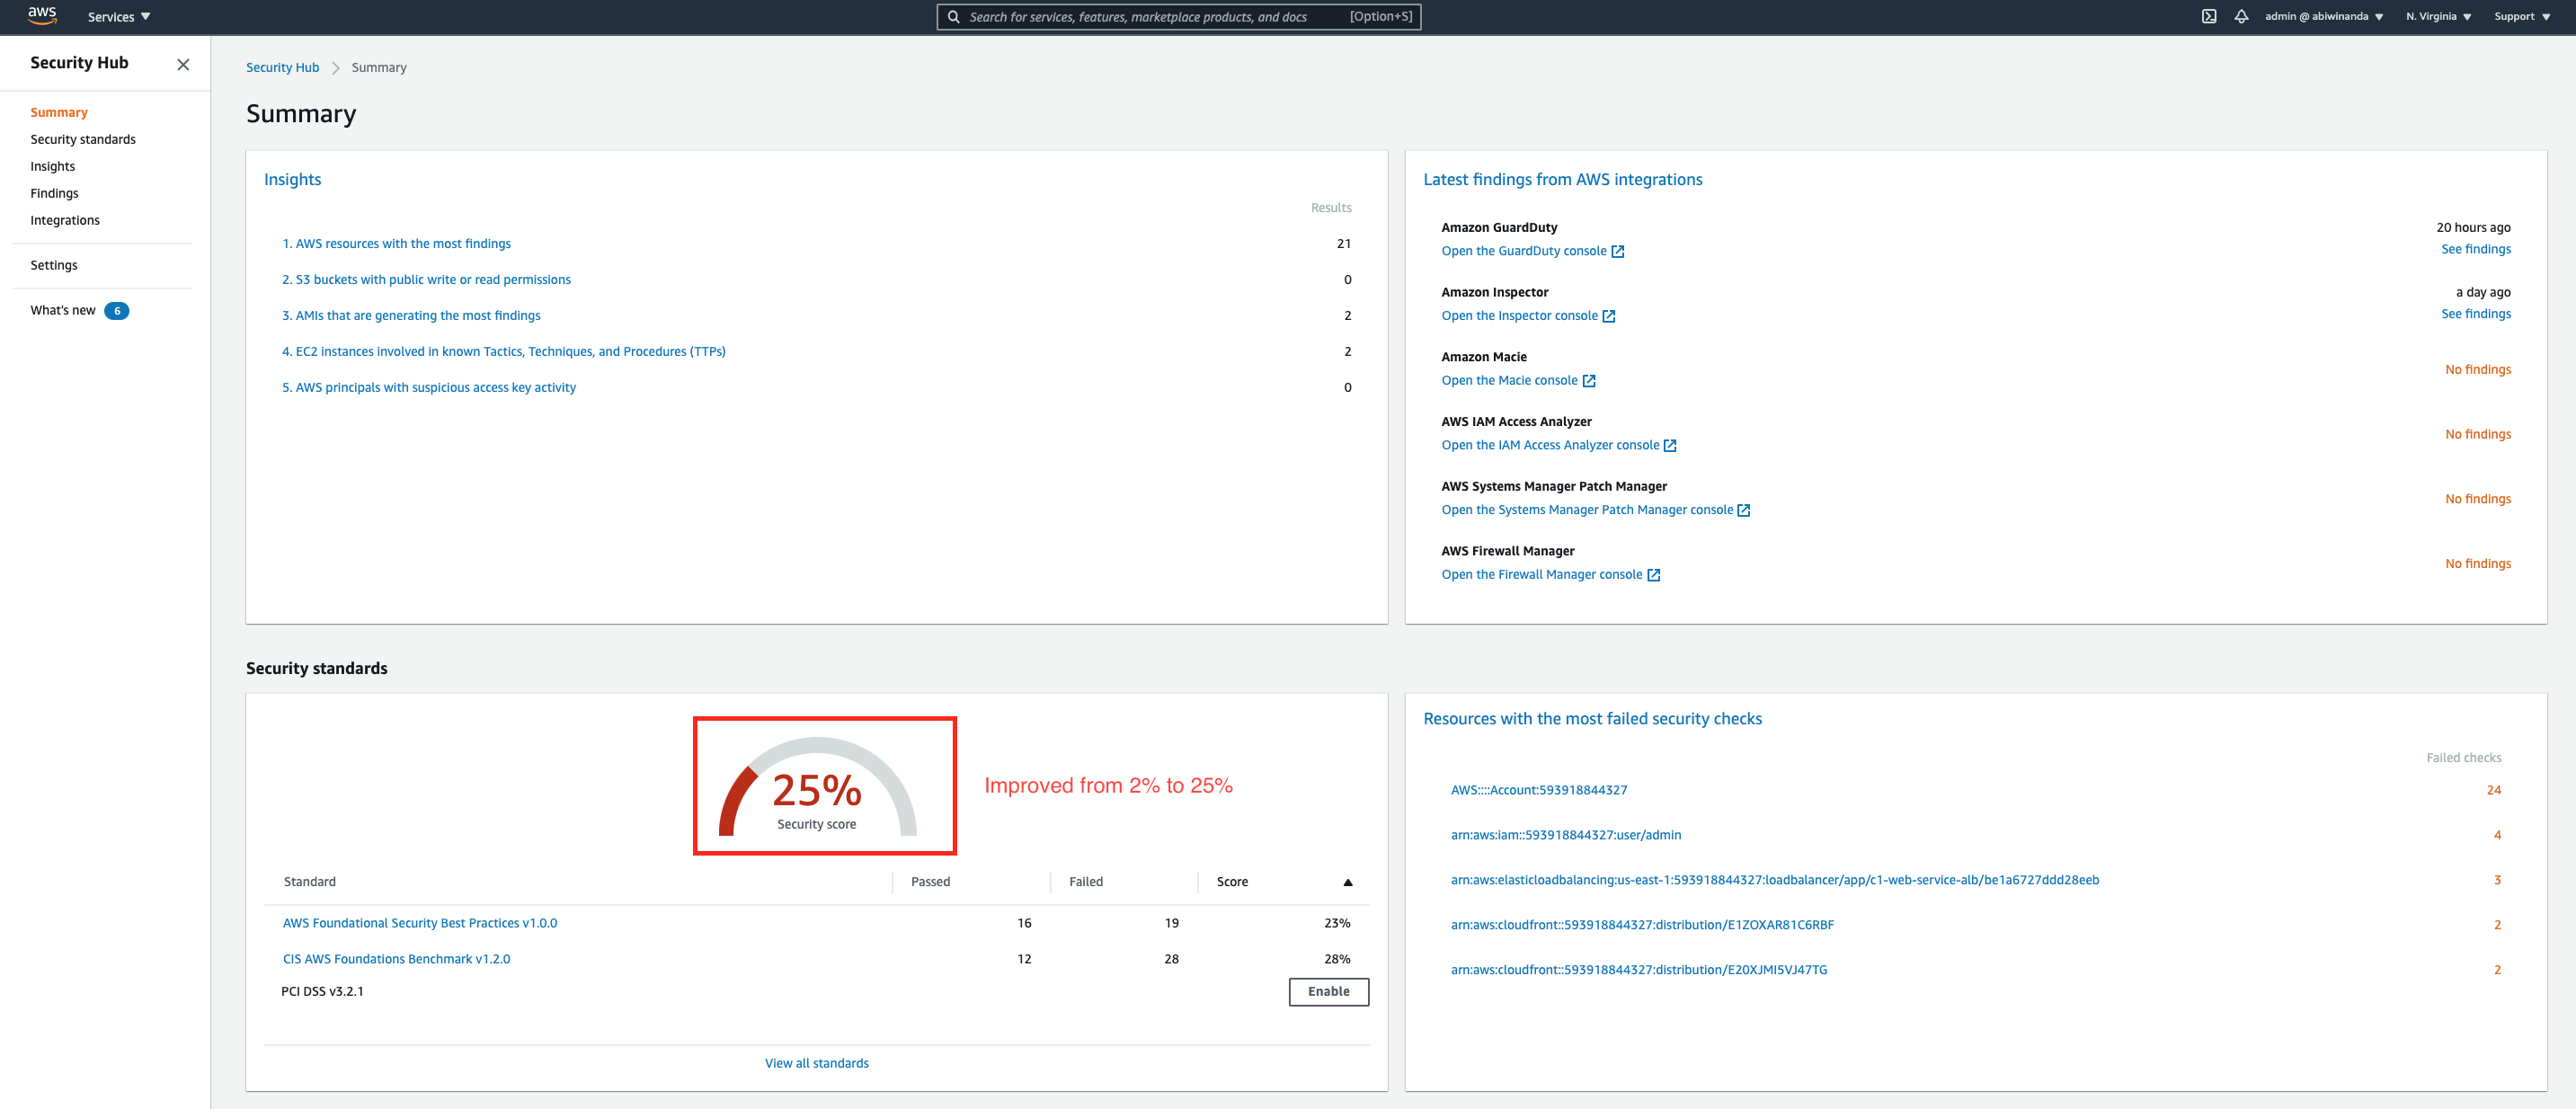 aws
Services
Search for services, features, marketplace products, and docs [Option+S]
admin @ abiwinanda
N. Virginia
Support
Security Hub
Summary
Security standards
Insights
Findings
Integrations
Settings
What's new 6
Security Hub Summary
Summary
Insights
Results
1. AWS resources with the most findings 21
2. S3 buckets with public write or read permissions 0
3. AMIs that are generating the most findings 2
4. EC2 instances involved in known Tactics, Techniques, and Procedures (TTPs) 2
5. AWS principals with suspicious access key activity 0
Latest findings from AWS integrations
Amazon GuardDuty 20 hours ago
Open the GuardDuty console See findings
Amazon Inspector a day ago
Open the Inspector console See findings
Amazon Macie
Open the Macie console No findings
AWS IAM Access Analyzer
Open the IAM Access Analyzer console No findings
AWS Systems Manager Patch Manager
Open the Systems Manager Patch Manager console No findings
AWS Firewall Manager
Open the Firewall Manager console No findings
Security standards
25%
Security score
Improved from 2% to 25%
Standard Passed Failed Score
AWS Foundational Security Best Practices v1.0.0 16 19 23%
CIS AWS Foundations Benchmark v1.2.0 12 28 28%
PCI DSS v3.2.1 Enable
View all standards
Resources with the most failed security checks
Failed checks
AWS::::Account:593918844327 24
arn:aws:iam::593918844327:user/admin 4
arn:aws:elasticloadbalancing:us-east-1:593918844327:loadbalancer/app/c1-web-service-alb/be1a6727ddd28eeb 3
arn:aws:cloudfront::593918844327:distribution/E1ZOXAR81C6RBF 2
arn:aws:cloudfront::593918844327:distribution/E20XJMI5VJ47TG 2